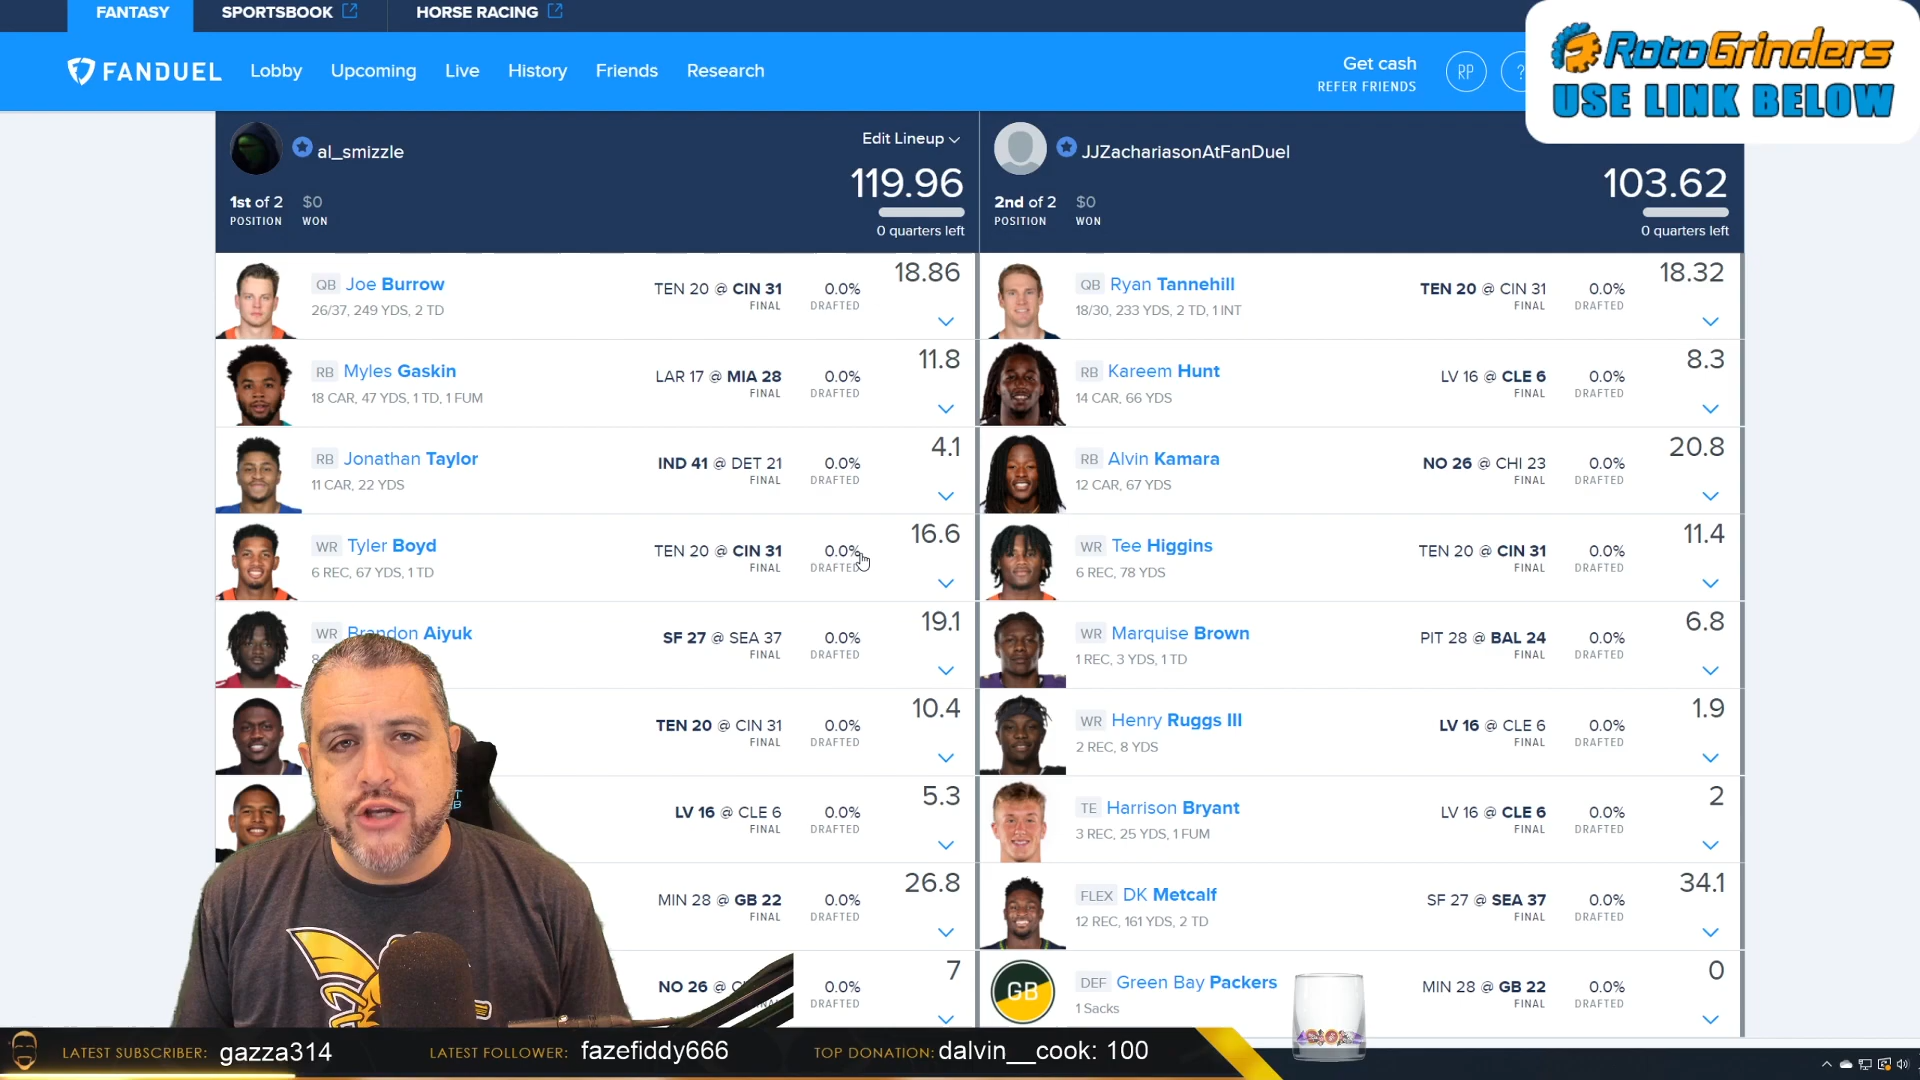 FANTASY SPORTSBOOK HORSE RACING
FANDUEL Lobby Upcoming Live History Friends Research
Get cash
REFER FRIENDS
RP ?
RotoGrinders
USE LINK BELOW
al_smizzle Edit Lineup
119.96
1st of 2 $0
POSITION WON
0 quarters left
JJZachariasonAtFanDuel
103.62
2nd of 2 $0
POSITION WON
0 quarters left
QB Joe Burrow TEN 20 @ CIN 31 0.0% 18.86
26/37, 249 YDS, 2 TD FINAL DRAFTED
QB Ryan Tannehill TEN 20 @ CIN 31 0.0% 18.32
18/30, 233 YDS, 2 TD, 1 INT FINAL DRAFTED
RB Myles Gaskin LAR 17 @ MIA 28 0.0% 11.8
18 CAR, 47 YDS, 1 TD, 1 FUM FINAL DRAFTED
RB Kareem Hunt LV 16 @ CLE 6 0.0% 8.3
14 CAR, 66 YDS FINAL DRAFTED
RB Jonathan Taylor IND 41 @ DET 21 0.0% 4.1
11 CAR, 22 YDS FINAL DRAFTED
RB Alvin Kamara NO 26 @ CHI 23 0.0% 20.8
12 CAR, 67 YDS FINAL DRAFTED
WR Tyler Boyd TEN 20 @ CIN 31 0.0% 16.6
6 REC, 67 YDS, 1 TD FINAL DRAFTED
WR Tee Higgins TEN 20 @ CIN 31 0.0% 11.4
6 REC, 78 YDS FINAL DRAFTED
WR Brandon Aiyuk SF 27 @ SEA 37 0.0% 19.1
FINAL DRAFTED
WR Marquise Brown PIT 28 @ BAL 24 0.0% 6.8
1 REC, 3 YDS, 1 TD FINAL DRAFTED
TEN 20 @ CIN 31 0.0% 10.4
FINAL DRAFTED
WR Henry Ruggs III LV 16 @ CLE 6 0.0% 1.9
2 REC, 8 YDS FINAL DRAFTED
LV 16 @ CLE 6 0.0% 5.3
FINAL DRAFTED
TE Harrison Bryant LV 16 @ CLE 6 0.0% 2
3 REC, 25 YDS, 1 FUM FINAL DRAFTED
MIN 28 @ GB 22 0.0% 26.8
FINAL DRAFTED
FLEX DK Metcalf SF 27 @ SEA 37 0.0% 34.1
12 REC, 161 YDS, 2 TD FINAL DRAFTED
NO 26 @ 0.0% 7
DRAFTED
GB DEF Green Bay Packers MIN 28 @ GB 22 0.0% 0
1 Sacks FINAL DRAFTED
LATEST SUBSCRIBER: gazza314 LATEST FOLLOWER: fazefiddy666 TOP DONATION: dalvin__cook: 100